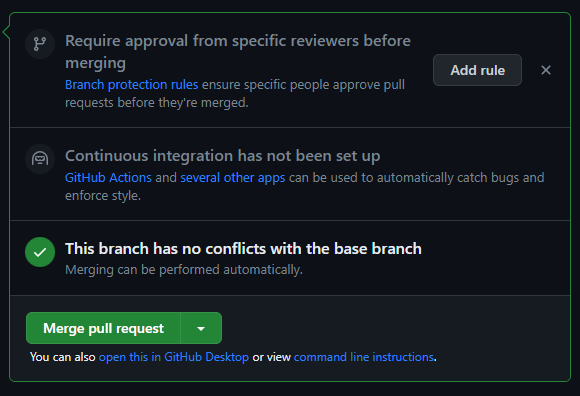 Require approval from specific reviewers before
merging
Add rule
Branch protection rules ensure specific people approve pull
requests before they're merged.
Continuous integration has not been set up
GitHub Actions and several other apps can be used to automatically catch bugs and
enforce style.
This branch has no conflicts with the base branch
Merging can be performed automatically.
Merge pull request
You can also open this in GitHub Desktop or view command line instructions.